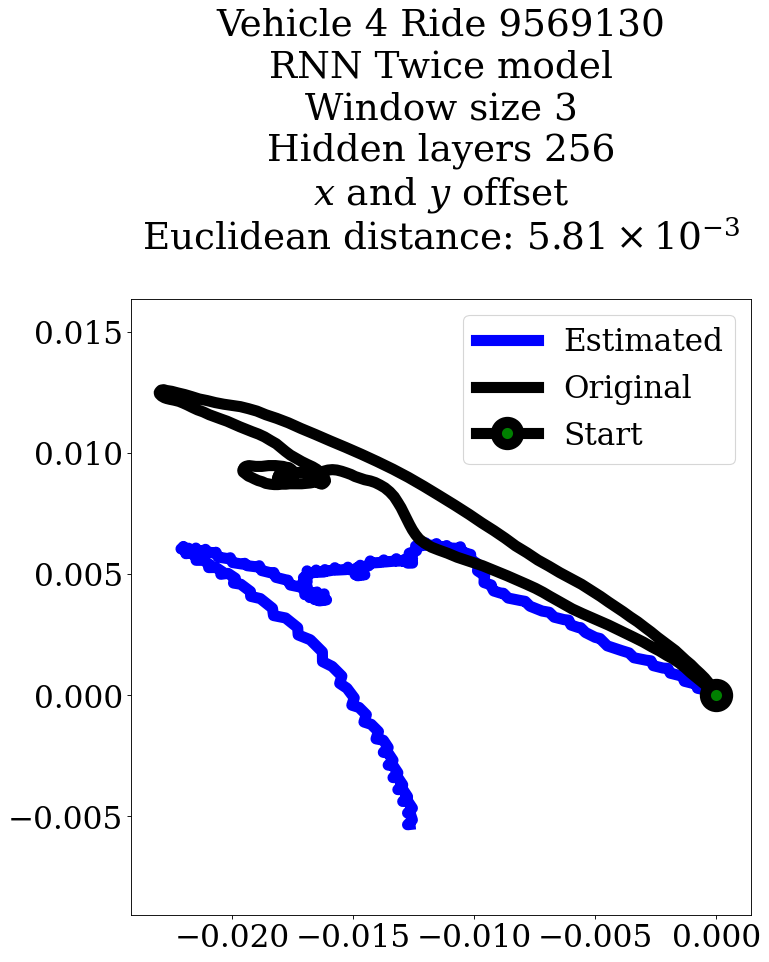 Vehicle 4 Ride 9569130
RNN Twice model
Window size 3
Hidden layers 256
x and y offset
Euclidean distance: 5.81 × 10⁻³
Estimated
Original
Start
0.015
0.010
0.005
0.000
−0.005
−0.020 −0.015 −0.010 −0.005 0.000